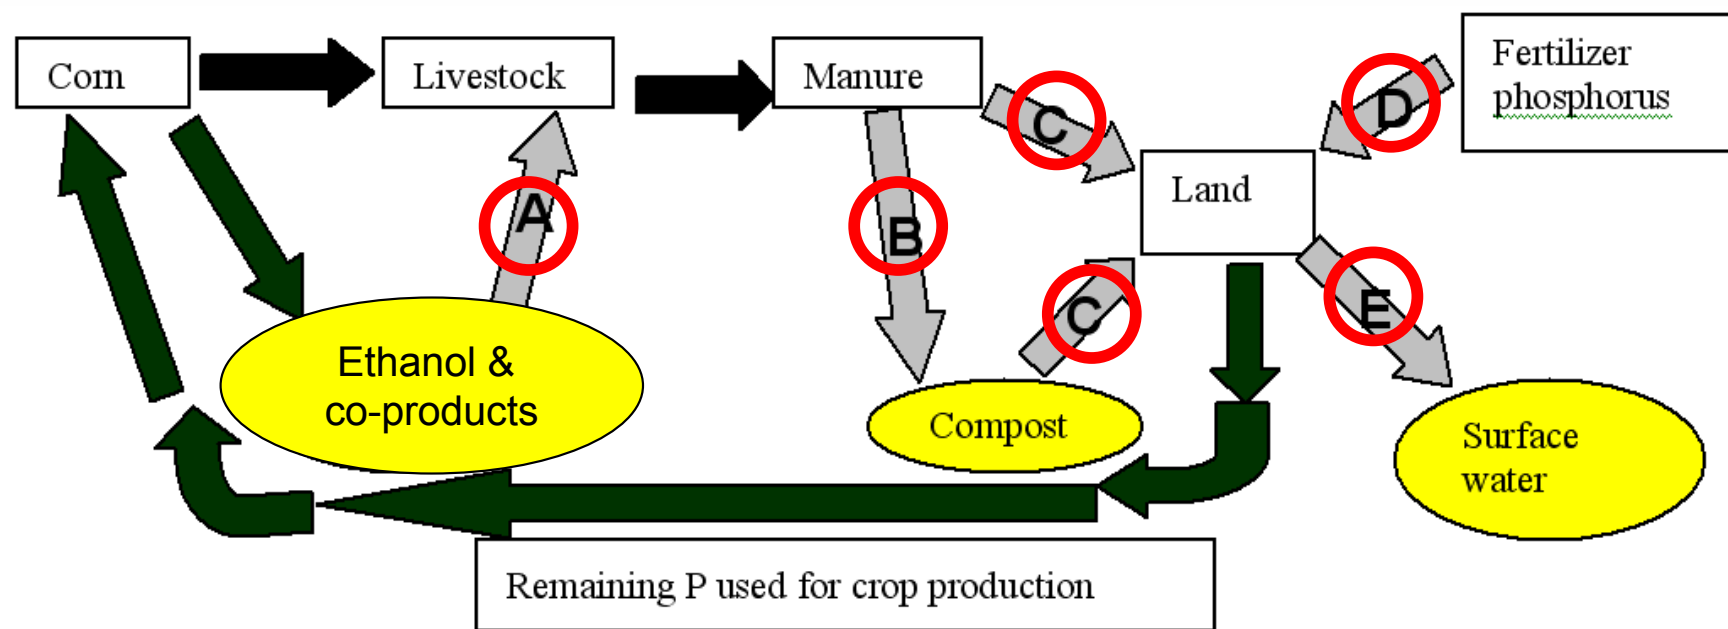 Corn
Livestock
Manure
Fertilizer
phosphorus
C
D
Land
A
B
C
E
Ethanol &
co-products
Compost
Surface
water
Remaining P used for crop production